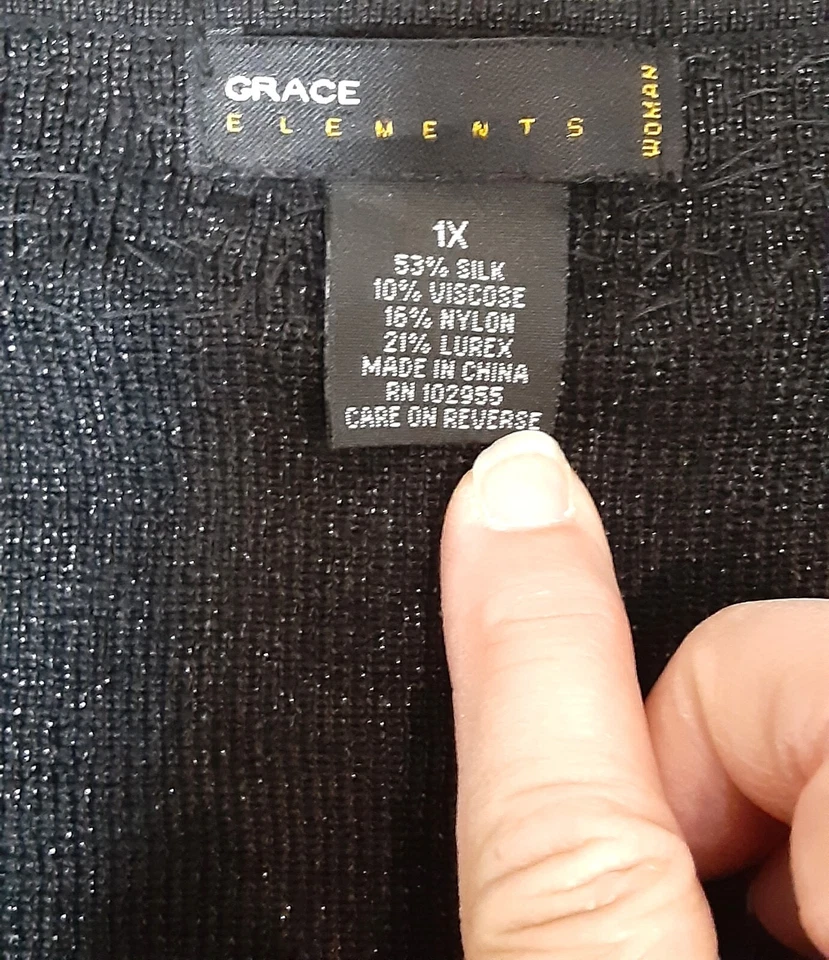 GRACE
ELEMENTS
WOMAN
1X
53% SILK
10% VISCOSE
16% NYLON
21% LUREX
MADE IN CHINA
RN 102955
CARE ON REVERSE